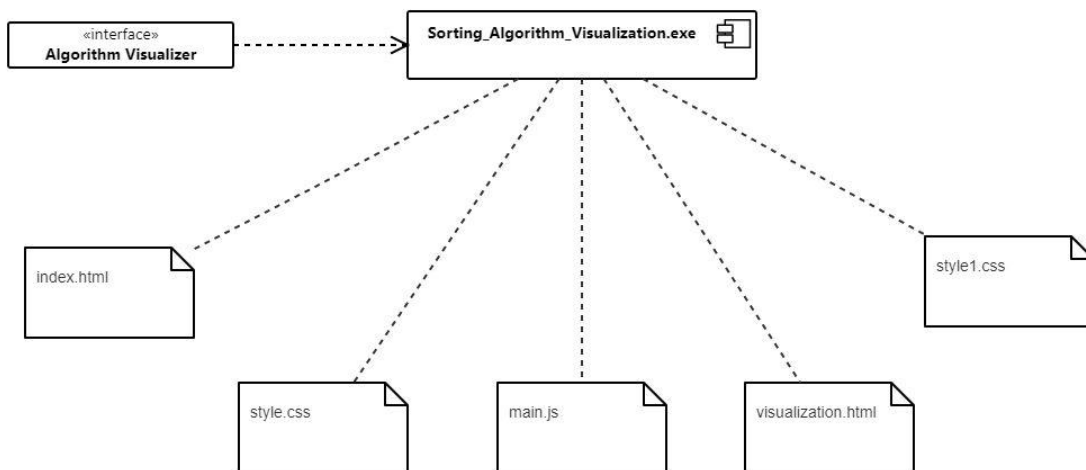 «interface»
Algorithm Visualizer
Sorting_Algorithm_Visualization.exe
index.html
style1.css
style.css
main.js
visualization.html